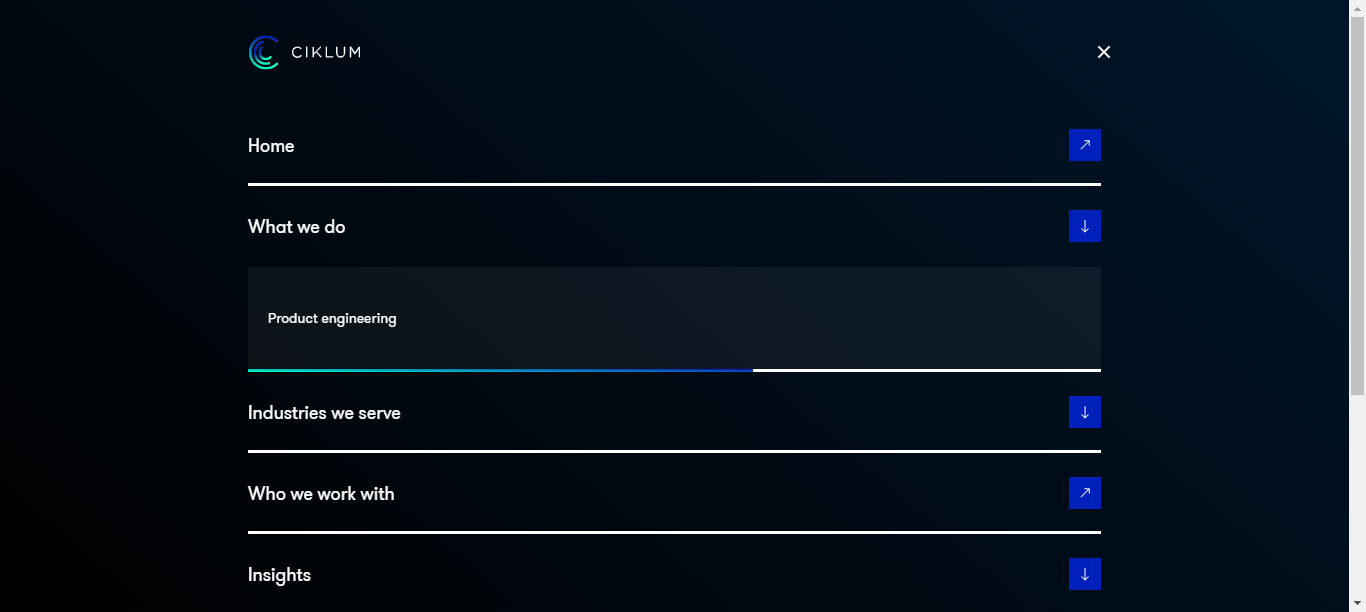 CIKLUM
Home
What we do
Product engineering
Industries we serve
Who we work with
Insights